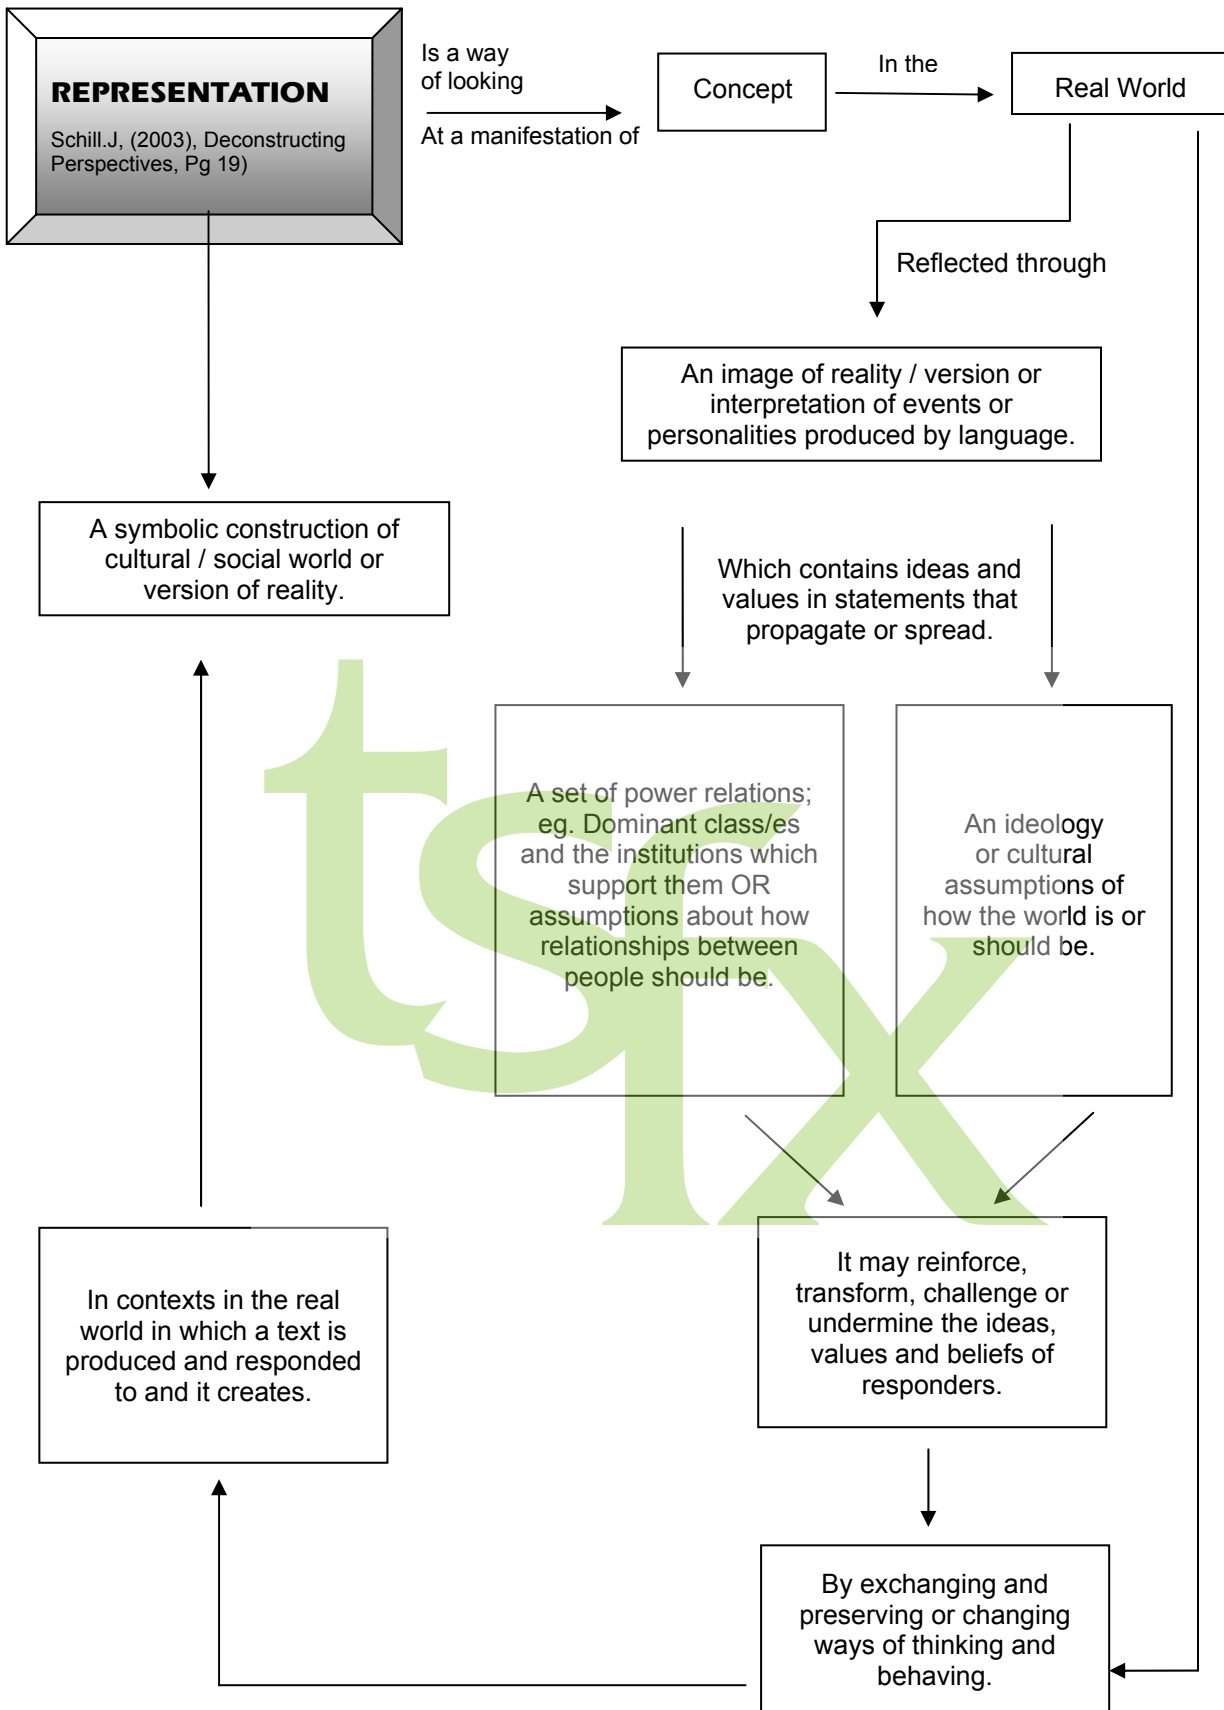 REPRESENTATION
Schill.J, (2003), Deconstructing
Perspectives, Pg 19)
Is a way
of looking
At a manifestation of
Concept
In the
Real World
Reflected through
An image of reality / version or
interpretation of events or
personalities produced by language.
A symbolic construction of
cultural / social world or
version of reality.
Which contains ideas and
values in statements that
propagate or spread.
A set of power relations;
eg. Dominant class/es
and the institutions which
support them OR
assumptions about how
relationships between
people should be.
An ideology
or cultural
assumptions of
how the world is or
should be.
tsfx
In contexts in the real
world in which a text is
produced and responded
to and it creates.
It may reinforce,
transform, challenge or
undermine the ideas,
values and beliefs of
responders.
By exchanging and
preserving or changing
ways of thinking and
behaving.